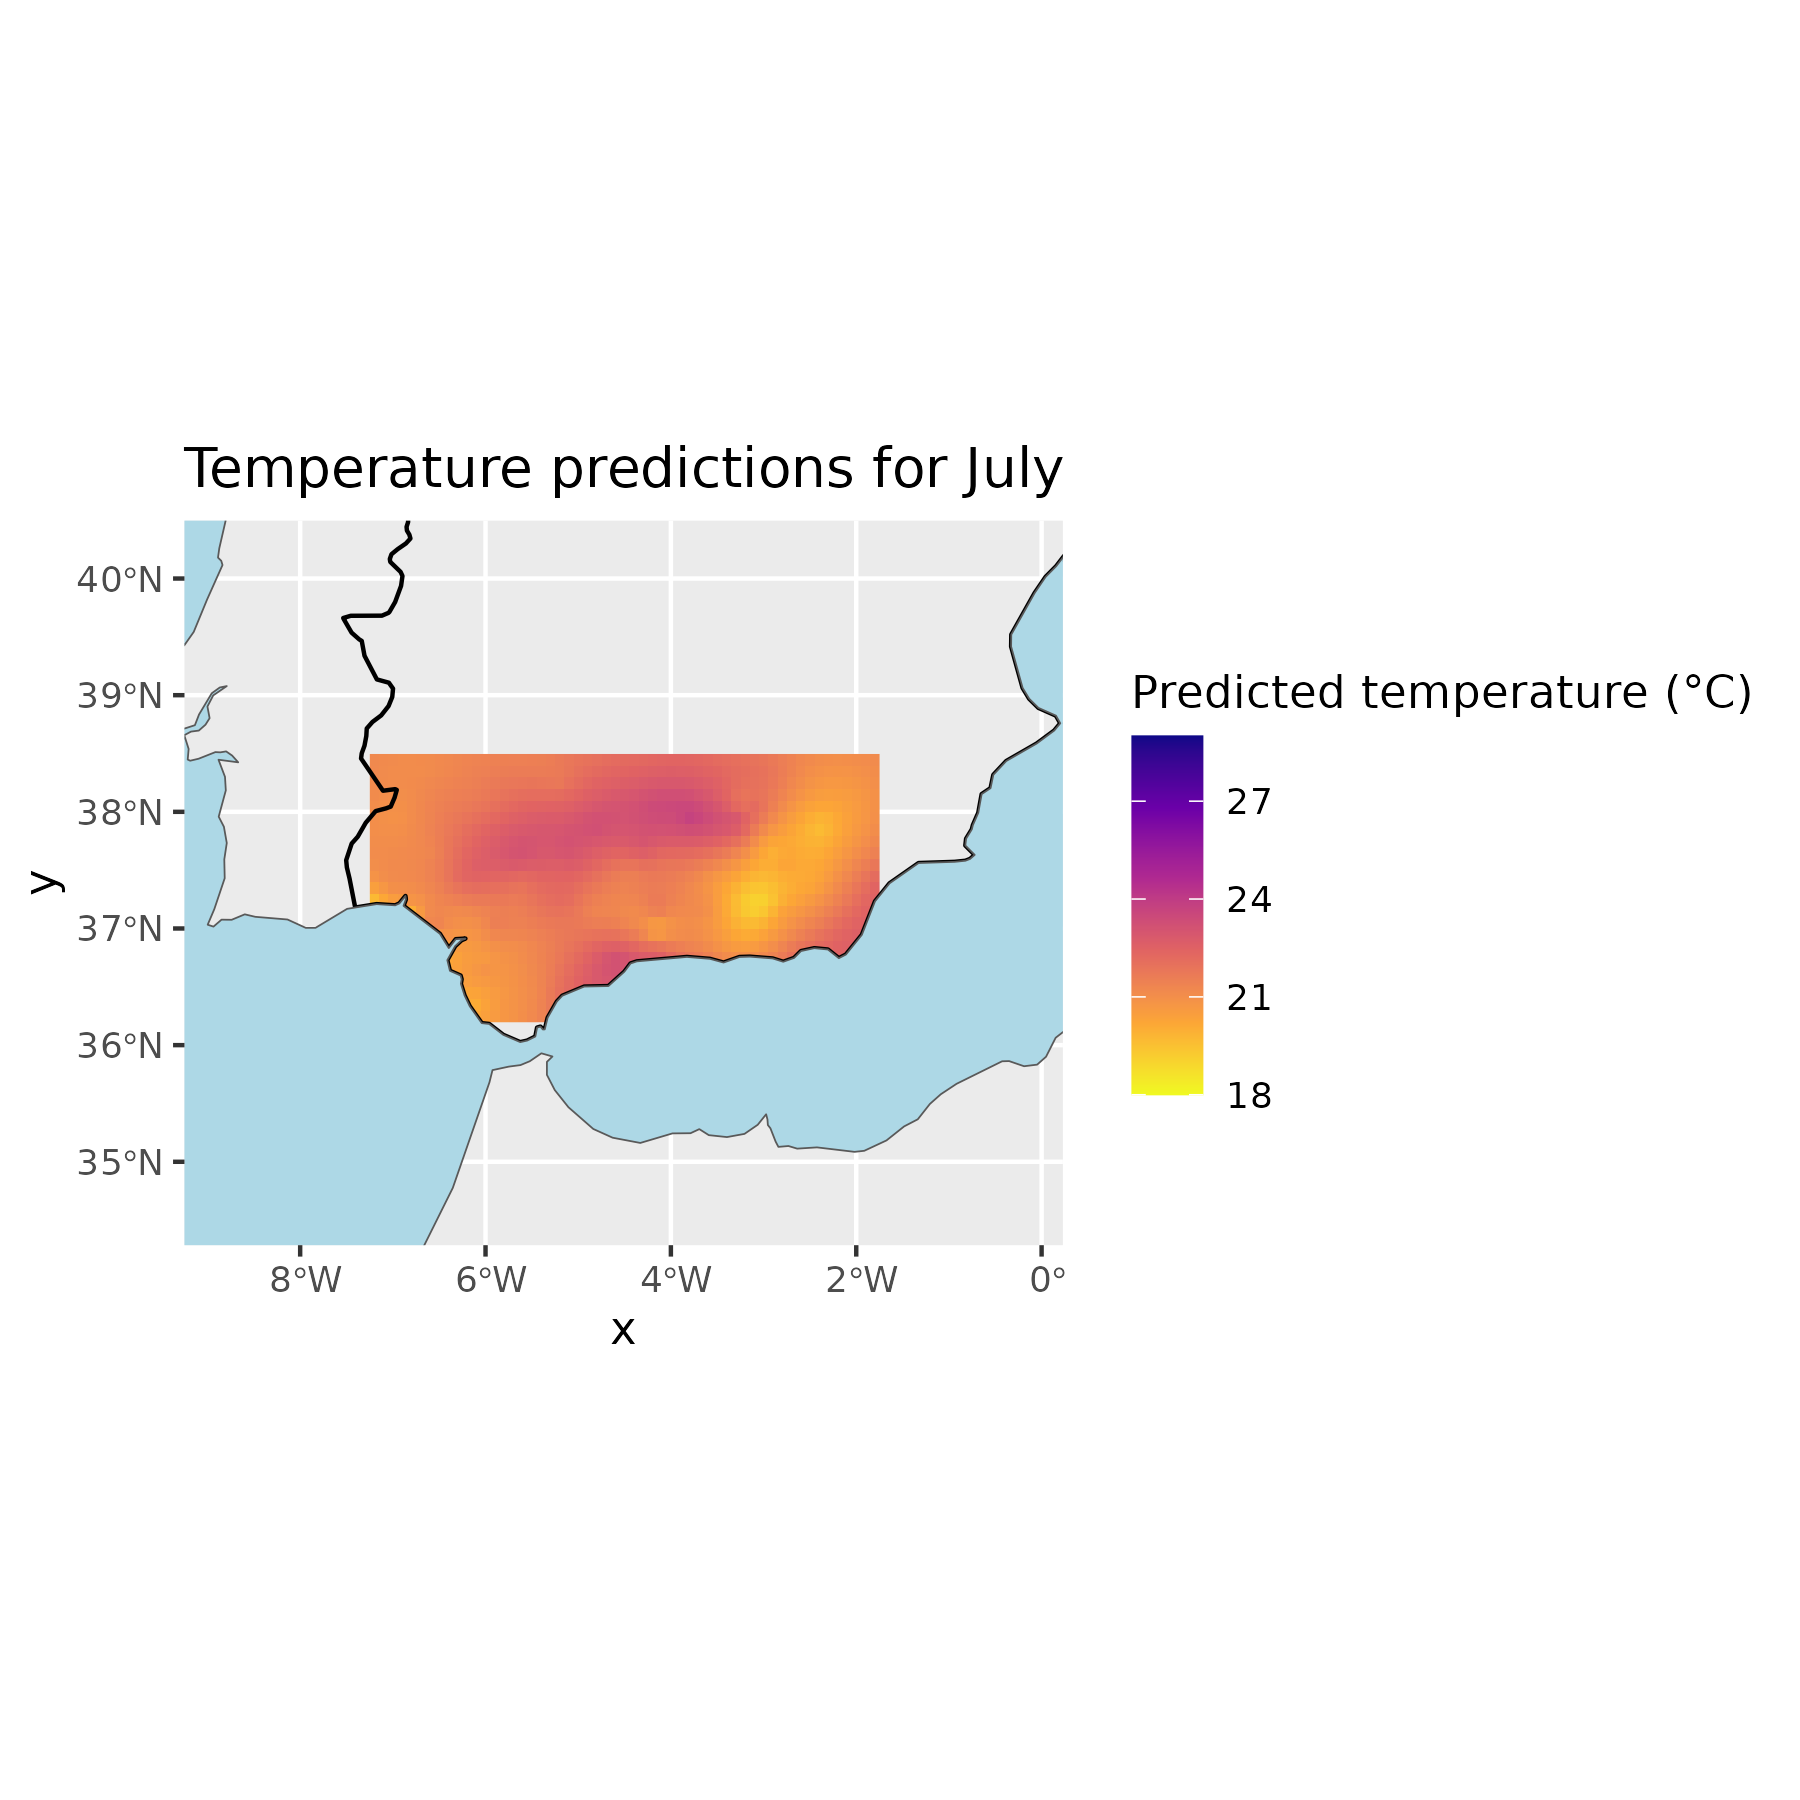 Temperature predictions for July
40°N
39°N
38°N
37°N
36°N
35°N
y
8°W 6°W 4°W 2°W 0°
x
Predicted temperature (°C)
27
24
21
18